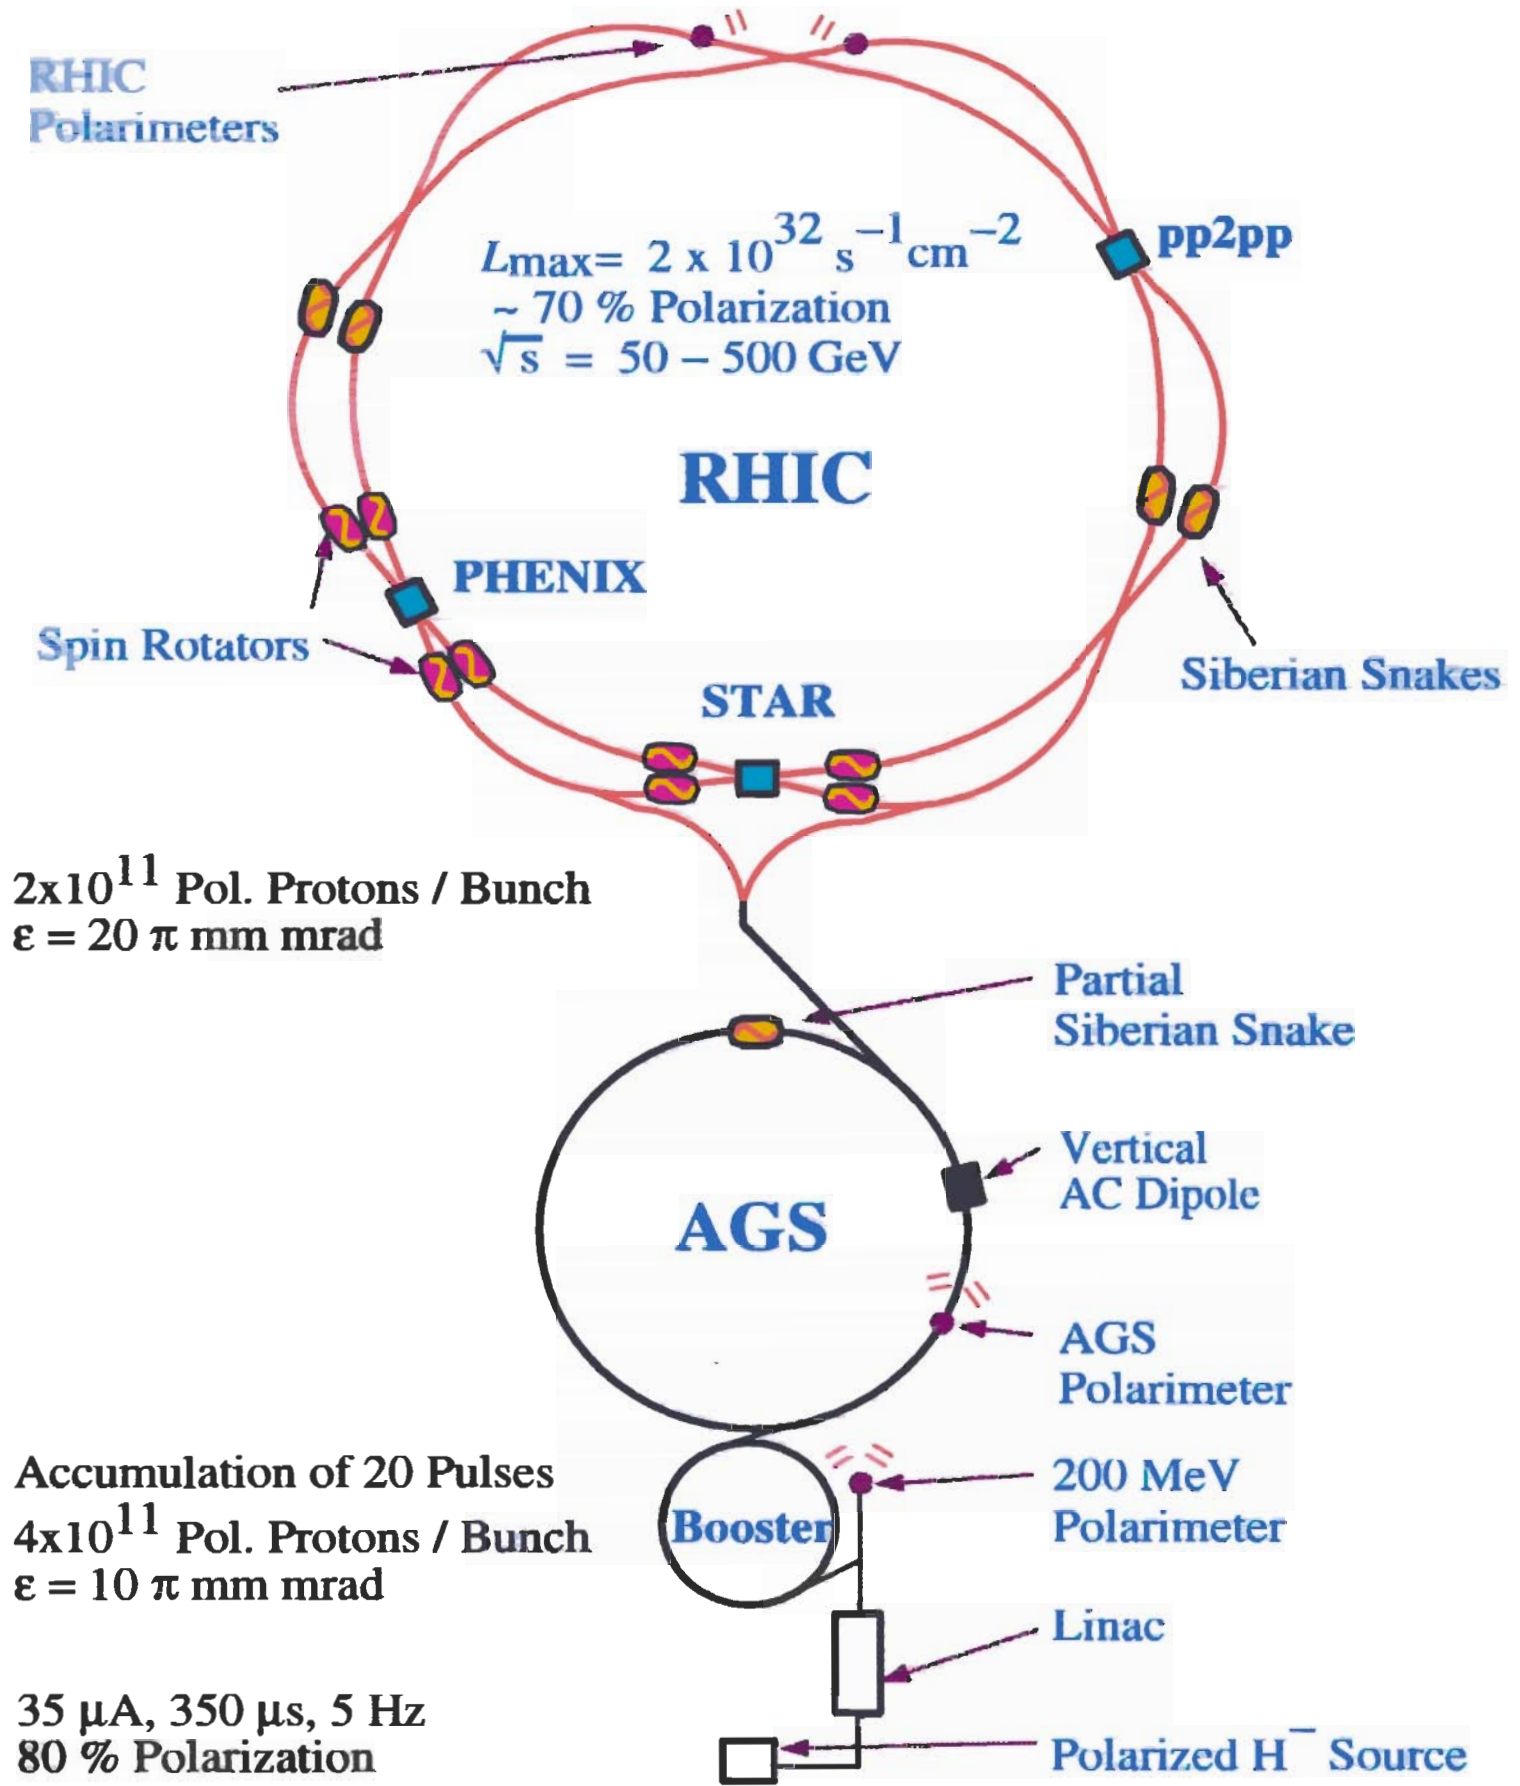 RHIC
Polarimeters
pp2pp
Lmax= 2 x 10^32 s^−1 cm^−2
~ 70 % Polarization
√s = 50 – 500 GeV
RHIC
PHENIX
Spin Rotators
Siberian Snakes
STAR
2x10^11 Pol. Protons / Bunch
ε = 20 π mm mrad
Partial
Siberian Snake
Vertical
AC Dipole
AGS
AGS
Polarimeter
Accumulation of 20 Pulses
4x10^11 Pol. Protons / Bunch
ε = 10 π mm mrad
200 MeV
Polarimeter
Booster
Linac
35 µA, 350 µs, 5 Hz
80 % Polarization
Polarized H^− Source